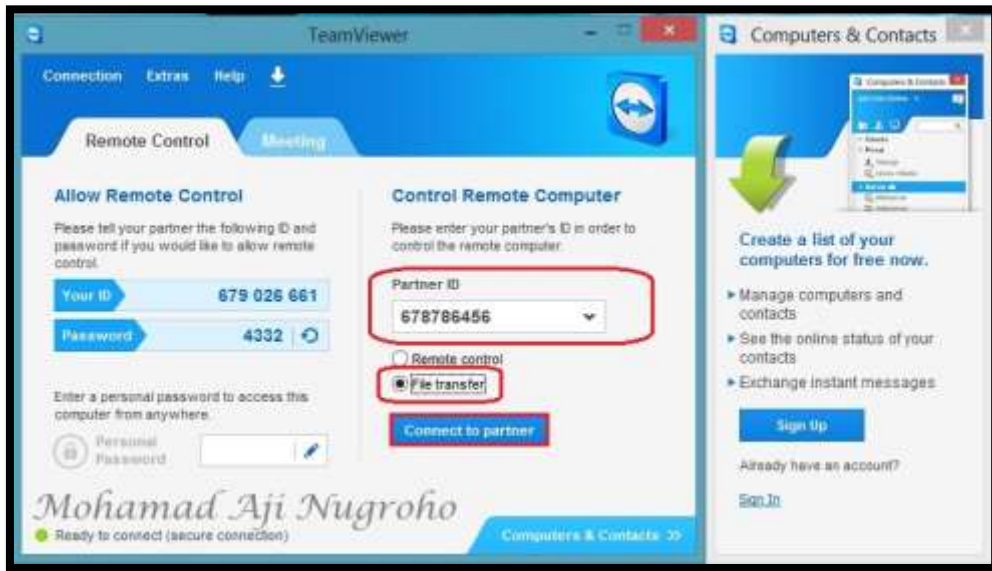 TeamViewer
Connection Extras Help
Remote Control
Meeting
Allow Remote Control
Please tell your partner the following ID and
password if you would like to allow remote
control.
Your ID 679 026 661
Password 4332
Enter a personal password to access this
computer from anywhere.
Personal
Password
Control Remote Computer
Please enter your partner's ID in order to
control the remote computer.
Partner ID
678786456
Remote control
File transfer
Connect to partner
Mohamad Aji Nugroho
Ready to connect (secure connection)
Computers & Contacts >>
Computers & Contacts
Computers & Contacts
Create a list of your
computers for free now.
Manage computers and
contacts
See the online status of your
contacts
Exchange instant messages
Sign Up
Already have an account?
Sign In